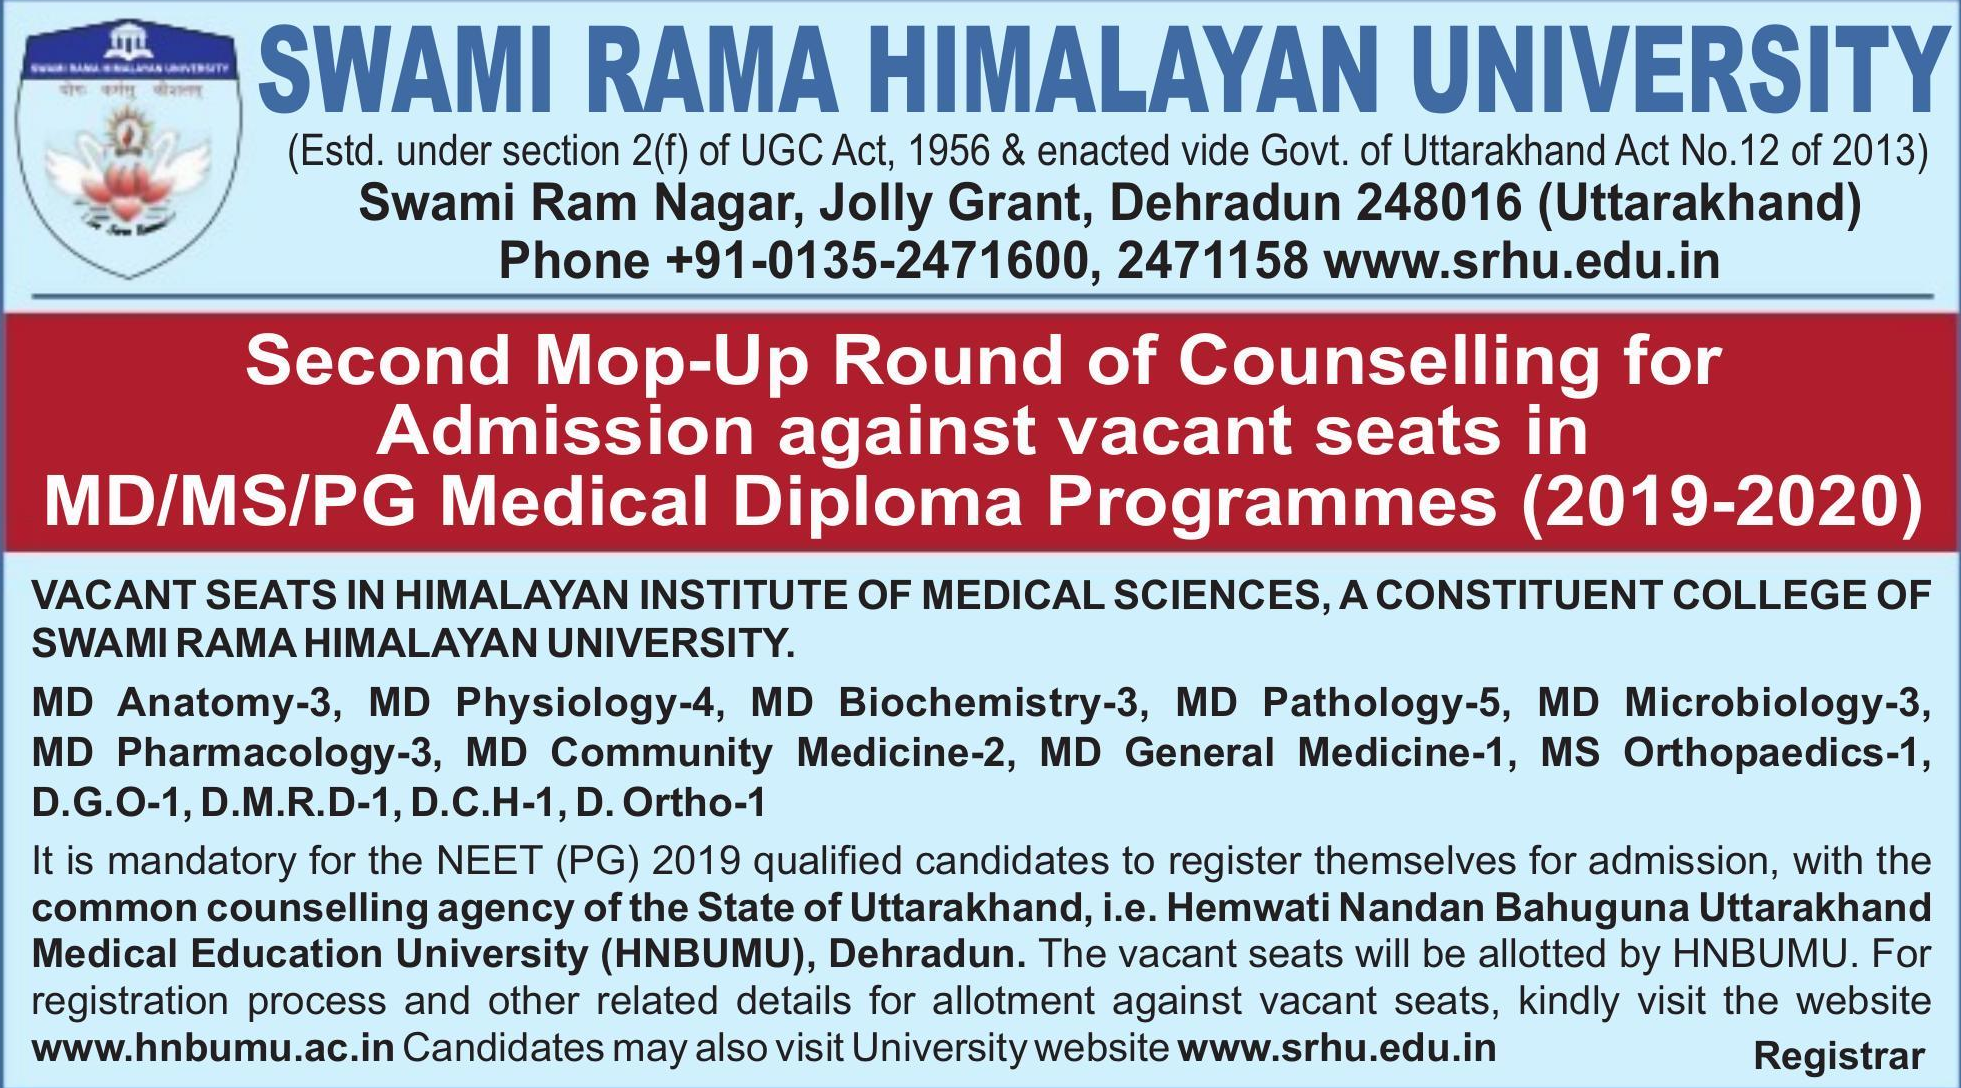 SWAMI RAMA HIMALAYAN UNIVERSITY
योगः कर्मसु कौशलम्
SWAMI RAMA HIMALAYAN UNIVERSITY
(Estd. under section 2(f) of UGC Act, 1956 & enacted vide Govt. of Uttarakhand Act No.12 of 2013)
Swami Ram Nagar, Jolly Grant, Dehradun 248016 (Uttarakhand)
Phone +91-0135-2471600, 2471158 www.srhu.edu.in
Second Mop-Up Round of Counselling for
Admission against vacant seats in
MD/MS/PG Medical Diploma Programmes (2019-2020)
VACANT SEATS IN HIMALAYAN INSTITUTE OF MEDICAL SCIENCES, A CONSTITUENT COLLEGE OF
SWAMI RAMA HIMALAYAN UNIVERSITY.
MD Anatomy-3, MD Physiology-4, MD Biochemistry-3, MD Pathology-5, MD Microbiology-3,
MD Pharmacology-3, MD Community Medicine-2, MD General Medicine-1, MS Orthopaedics-1,
D.G.O-1, D.M.R.D-1, D.C.H-1, D. Ortho-1
It is mandatory for the NEET (PG) 2019 qualified candidates to register themselves for admission, with the
common counselling agency of the State of Uttarakhand, i.e. Hemwati Nandan Bahuguna Uttarakhand
Medical Education University (HNBUMU), Dehradun. The vacant seats will be allotted by HNBUMU. For
registration process and other related details for allotment against vacant seats, kindly visit the website
www.hnbumu.ac.in Candidates may also visit University website www.srhu.edu.in
Registrar